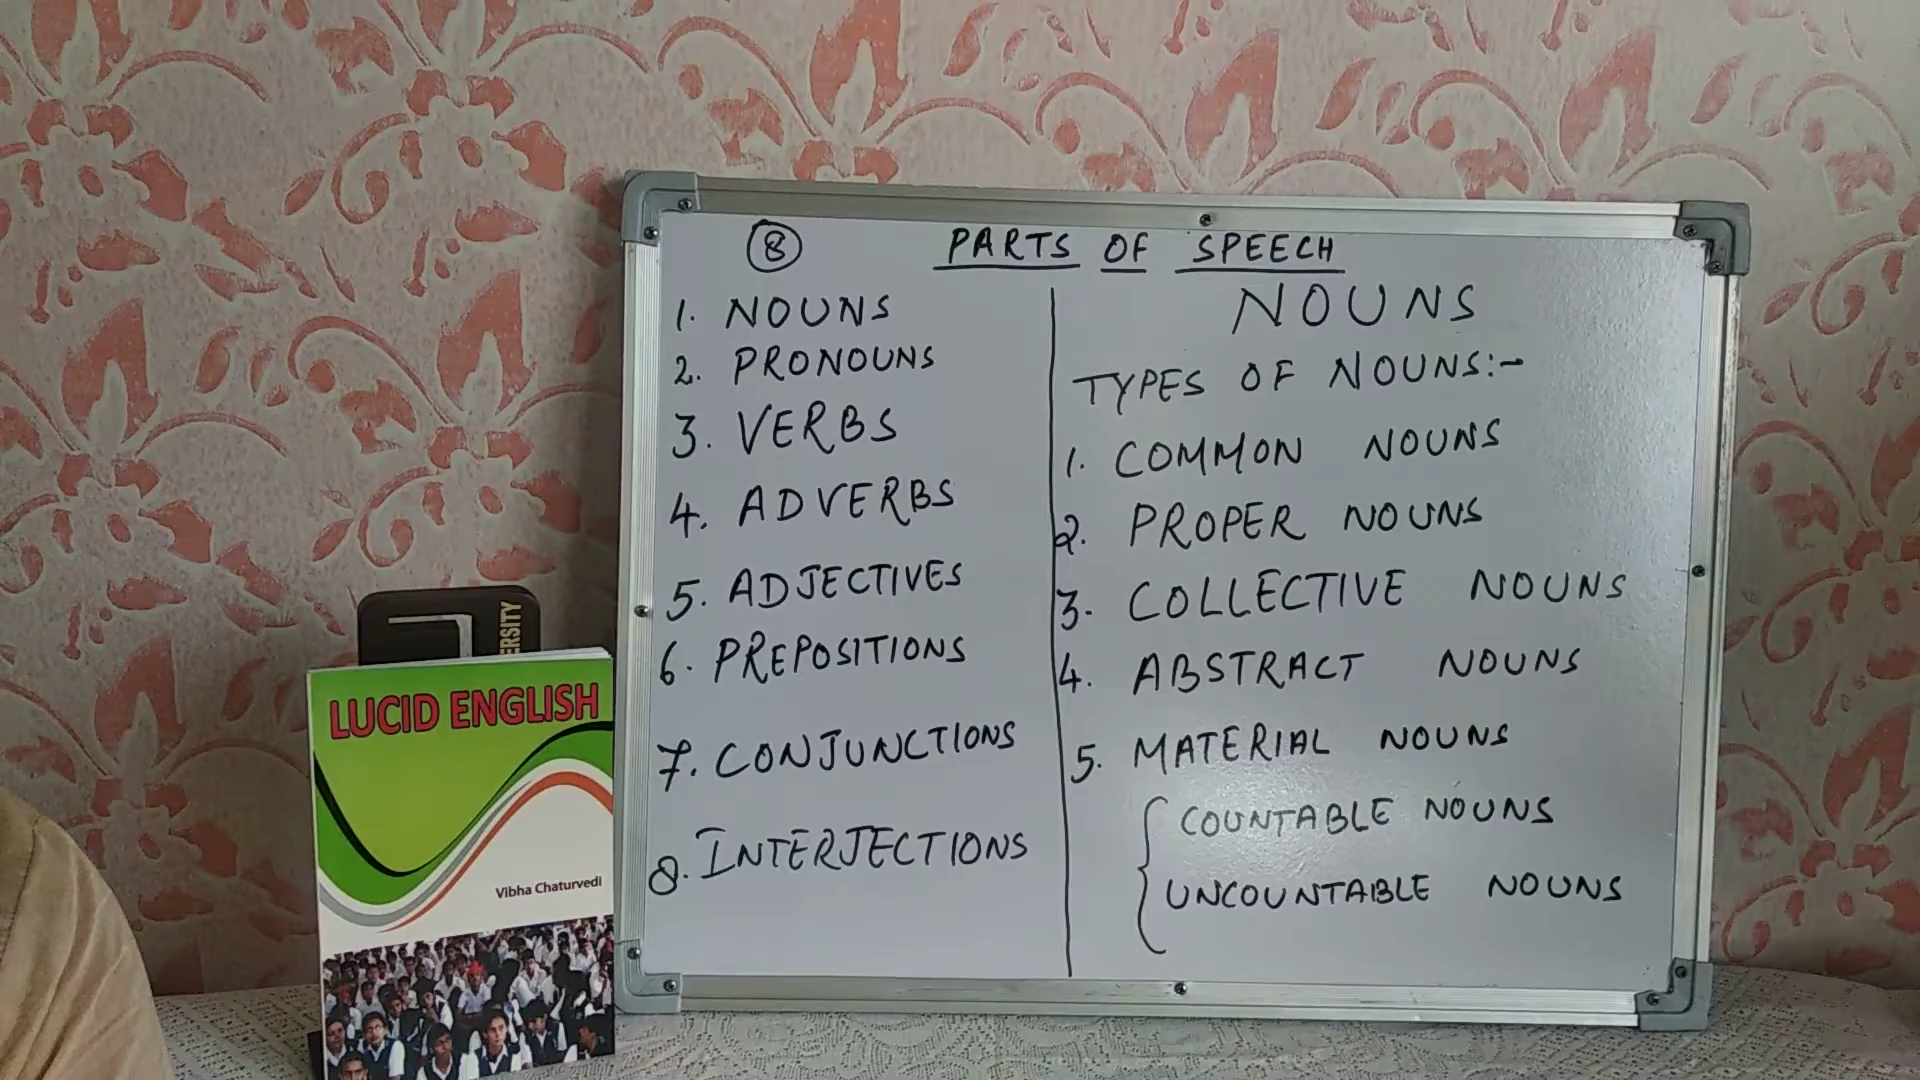 8 PARTS OF SPEECH
1. NOUNS
2. PRONOUNS
3. VERBS
4. ADVERBS
5. ADJECTIVES
6. PREPOSITIONS
7. CONJUNCTIONS
8. INTERJECTIONS
NOUNS
TYPES OF NOUNS:-
1. COMMON NOUNS
2. PROPER NOUNS
3. COLLECTIVE NOUNS
4. ABSTRACT NOUNS
5. MATERIAL NOUNS
COUNTABLE NOUNS
UNCOUNTABLE NOUNS
ERSITY
LUCID ENGLISH
Vibha Chaturvedi